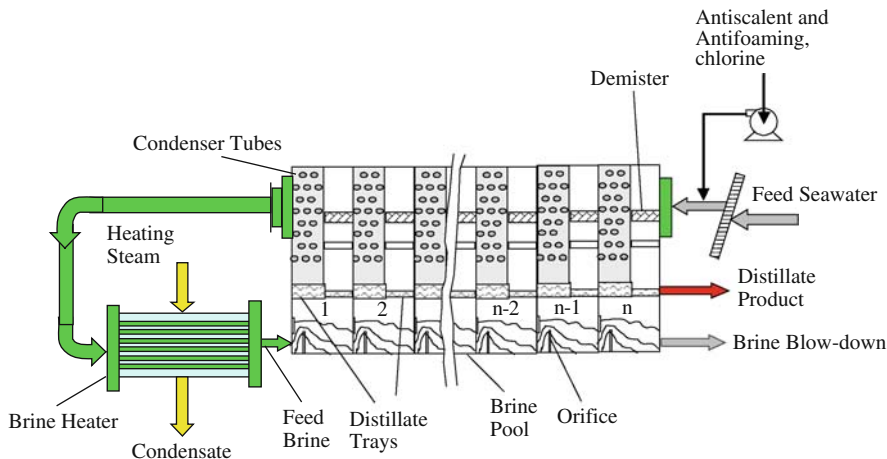 Antiscalent and
Antifoaming,
chlorine
Demister
Condenser Tubes
Feed Seawater
Heating
Steam
Distillate
Product
1
2
n-2
n-1
n
Brine Blow-down
Brine Heater
Condensate
Feed
Brine
Distillate
Trays
Brine
Pool
Orifice